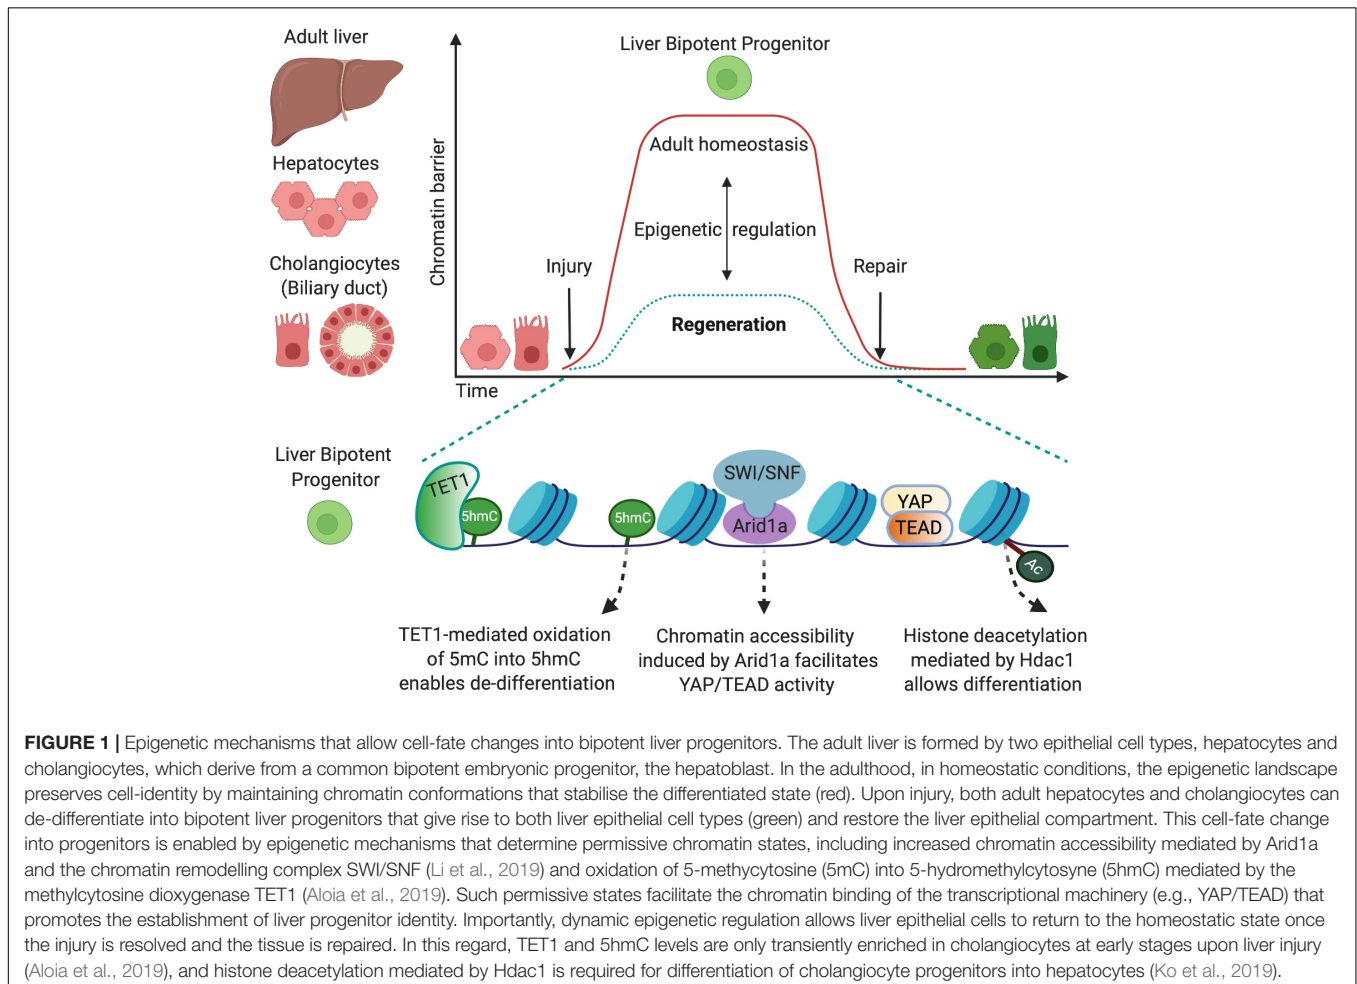 Adult liver
Hepatocytes
Cholangiocytes
(Biliary duct)
Chromatin barrier
Liver Bipotent Progenitor
Adult homeostasis
Epigenetic regulation
Injury
Repair
Regeneration
Time
Liver Bipotent
Progenitor
TET1
5hmC
5hmC
SWI/SNF
Arid1a
YAP
TEAD
Ac
TET1-mediated oxidation
of 5mC into 5hmC
enables de-differentiation
Chromatin accessibility
induced by Arid1a facilitates
YAP/TEAD activity
Histone deacetylation
mediated by Hdac1
allows differentiation
FIGURE 1 | Epigenetic mechanisms that allow cell-fate changes into bipotent liver progenitors. The adult liver is formed by two epithelial cell types, hepatocytes and
cholangiocytes, which derive from a common bipotent embryonic progenitor, the hepatoblast. In the adulthood, in homeostatic conditions, the epigenetic landscape
preserves cell-identity by maintaining chromatin conformations that stabilise the differentiated state (red). Upon injury, both adult hepatocytes and cholangiocytes can
de-differentiate into bipotent liver progenitors that give rise to both liver epithelial cell types (green) and restore the liver epithelial compartment. This cell-fate change
into progenitors is enabled by epigenetic mechanisms that determine permissive chromatin states, including increased chromatin accessibility mediated by Arid1a
and the chromatin remodelling complex SWI/SNF (Li et al., 2019) and oxidation of 5-methycytosine (5mC) into 5-hydromethylcytosyne (5hmC) mediated by the
methylcytosine dioxygenase TET1 (Aloia et al., 2019). Such permissive states facilitate the chromatin binding of the transcriptional machinery (e.g., YAP/TEAD) that
promotes the establishment of liver progenitor identity. Importantly, dynamic epigenetic regulation allows liver epithelial cells to return to the homeostatic state once
the injury is resolved and the tissue is repaired. In this regard, TET1 and 5hmC levels are only transiently enriched in cholangiocytes at early stages upon liver injury
(Aloia et al., 2019), and histone deacetylation mediated by Hdac1 is required for differentiation of cholangiocyte progenitors into hepatocytes (Ko et al., 2019).